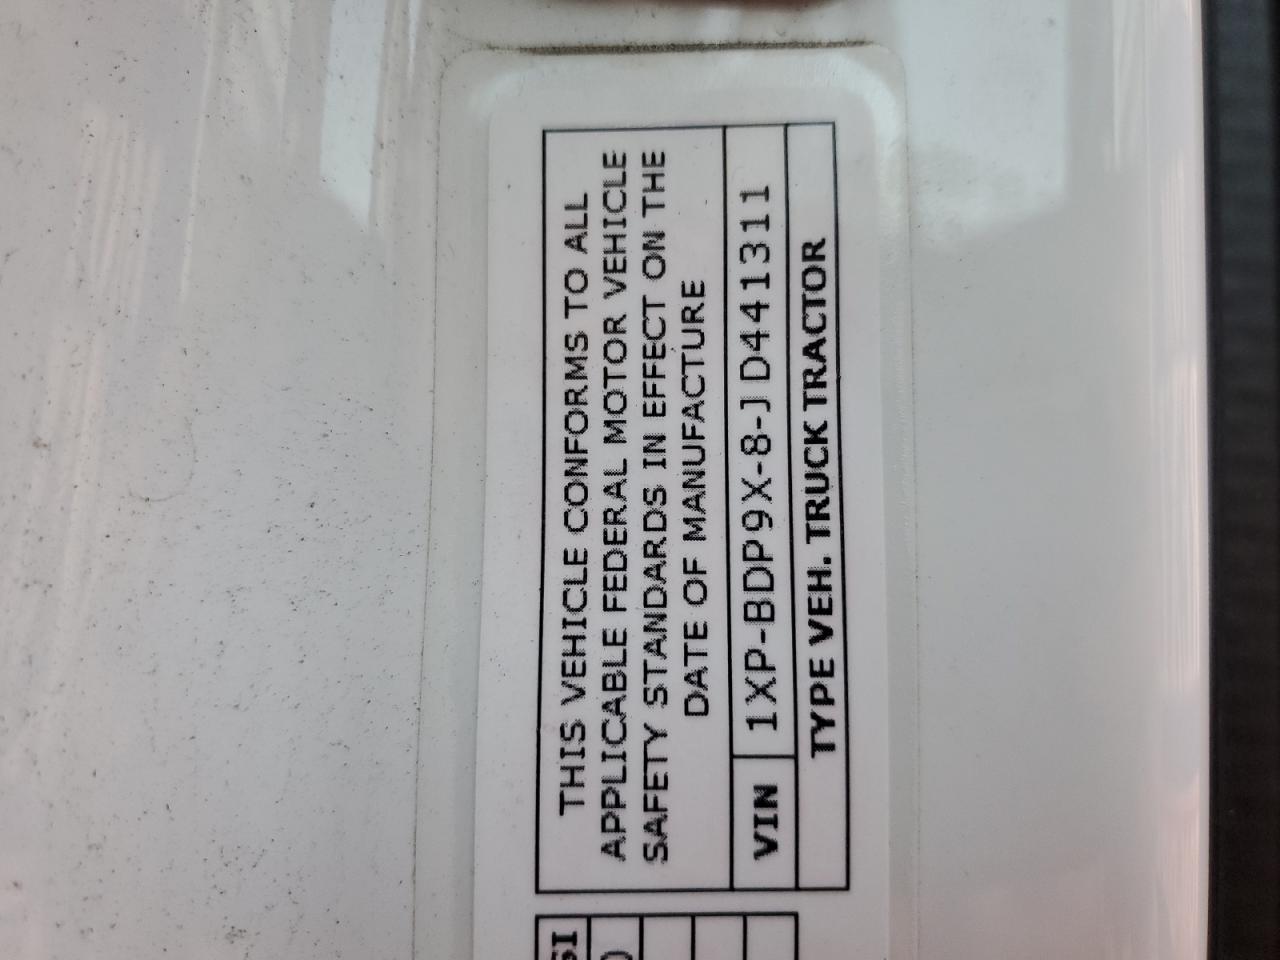 THIS VEHICLE CONFORMS TO ALL
APPLICABLE FEDERAL MOTOR VEHICLE
SAFETY STANDARDS IN EFFECT ON THE
DATE OF MANUFACTURE
VIN 1XP-BDP9X-8-JD441311
TYPE VEH. TRUCK TRACTOR